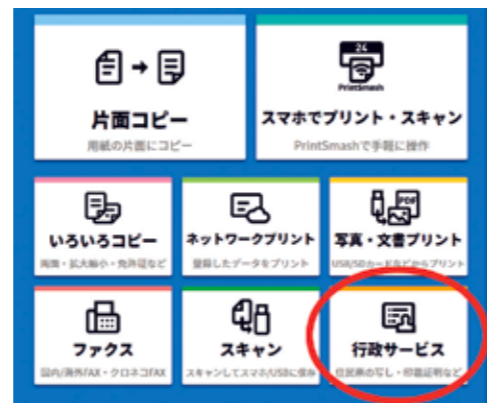 片面コピー
用紙の片面にコピー
24
PrintSmash
スマホでプリント・スキャン
PrintSmashで手軽に操作
いろいろコピー
両面・拡大縮小・免許証など
ネットワークプリント
登録したデータをプリント
PDF
写真・文書プリント
USB/SDカードなどからプリント
ファクス
国内/海外FAX・クロネコFAX
スキャン
スキャンしてスマホ/USBに保存
行政サービス
住民票の写し・印鑑証明など